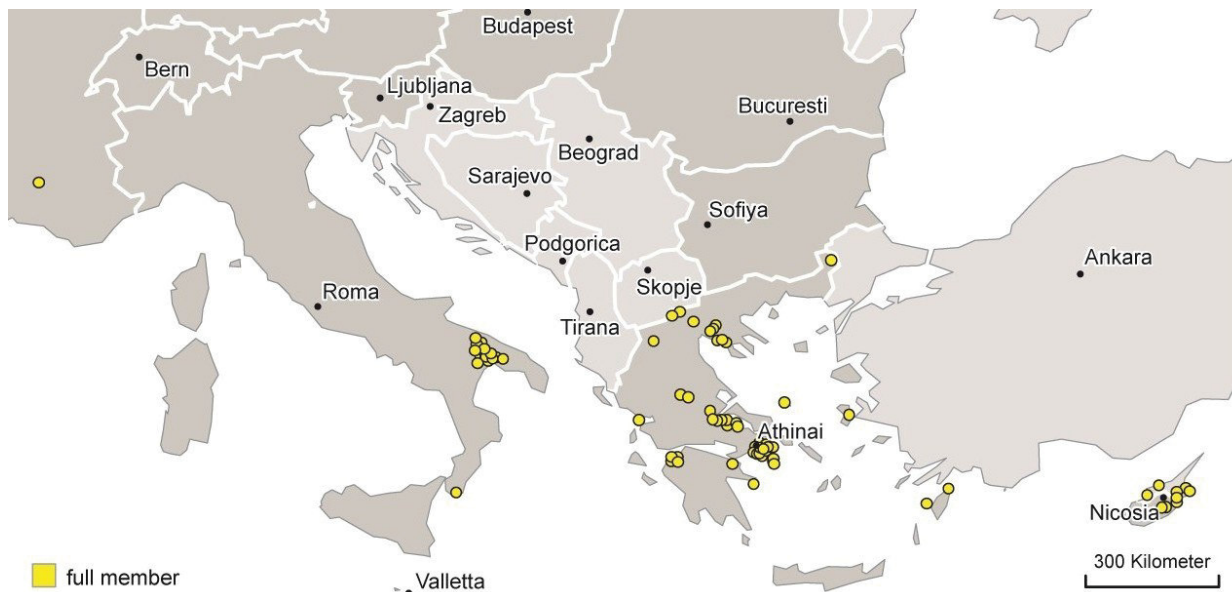 Budapest
Bern
Ljubljana
Zagreb
Bucuresti
Beograd
Sarajevo
Sofiya
Podgorica
Ankara
Skopje
Roma
Tirana
Athinai
Nicosia
300 Kilometer
full member
Valletta